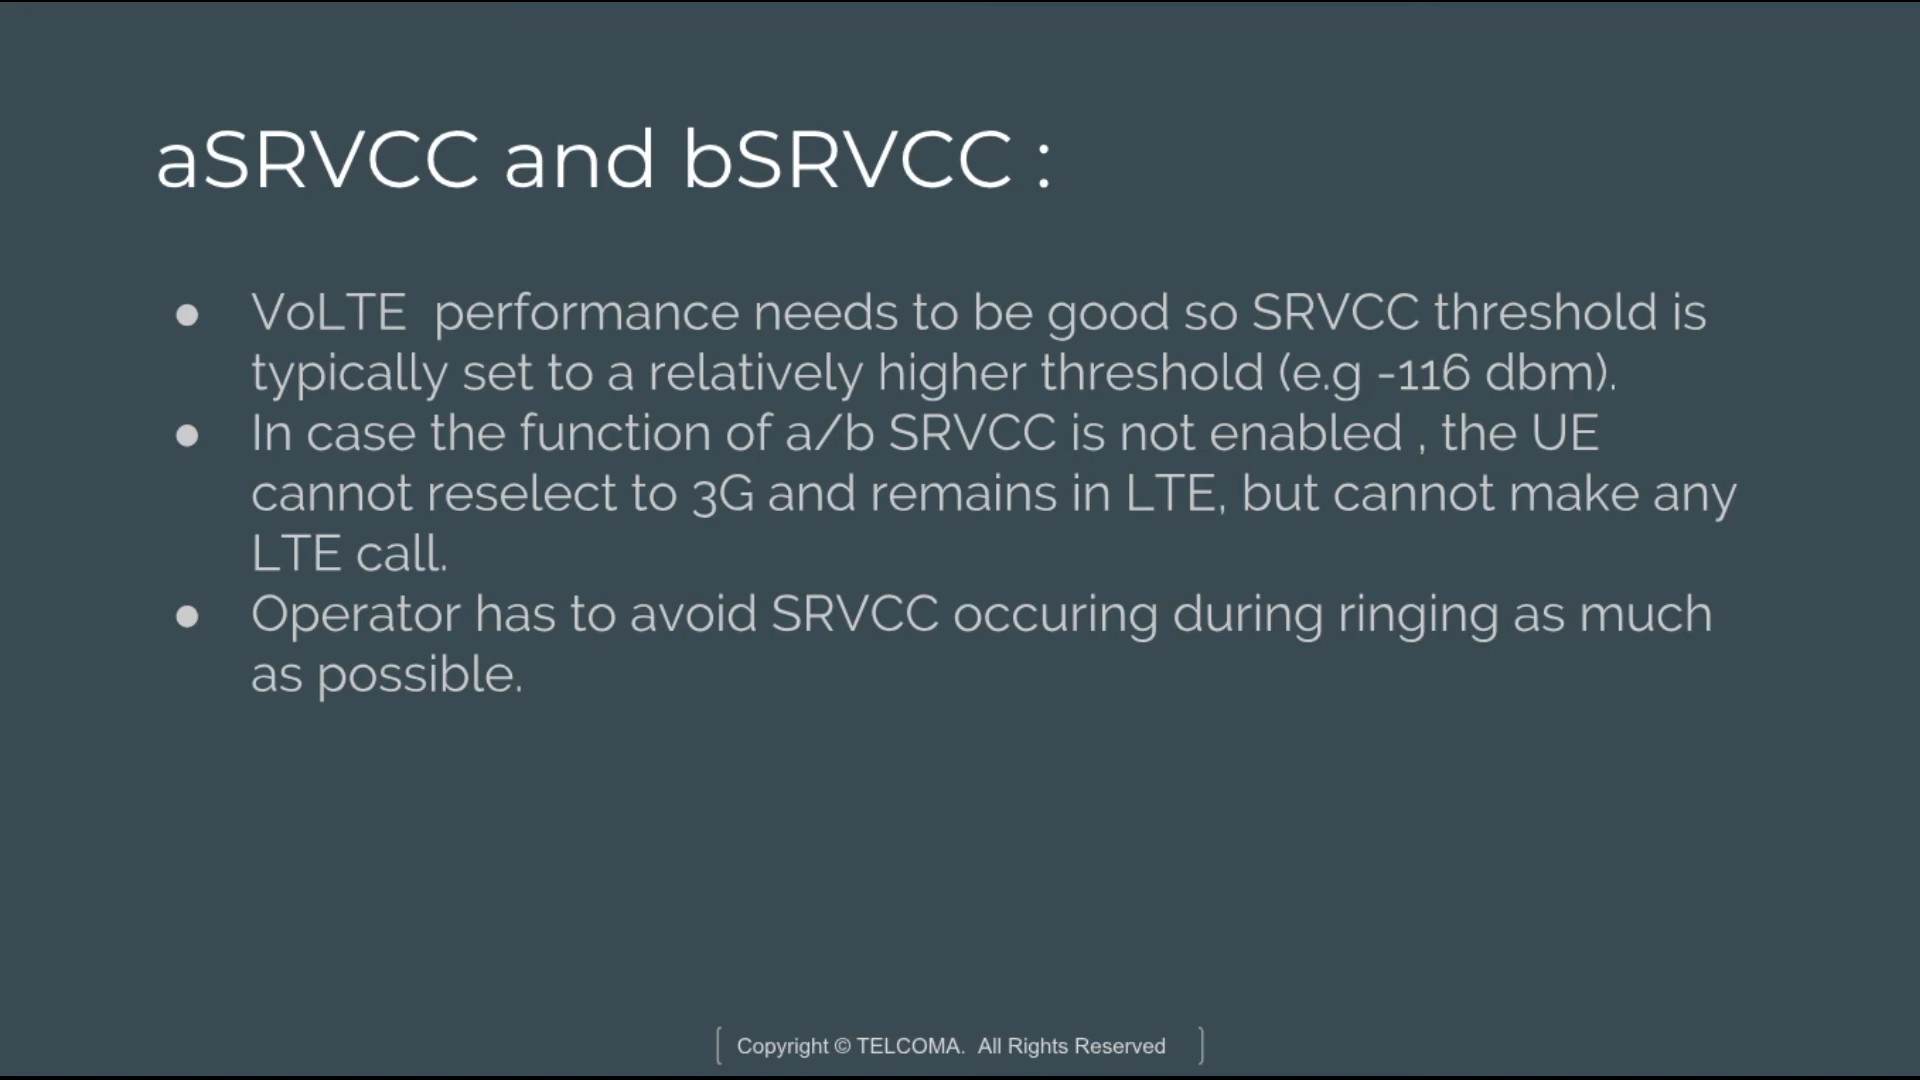 aSRVCC and bSRVCC :
● VoLTE  performance needs to be good so SRVCC threshold is
typically set to a relatively higher threshold (e.g -116 dbm).
● In case the function of a/b SRVCC is not enabled , the UE
cannot reselect to 3G and remains in LTE, but cannot make any
LTE call.
● Operator has to avoid SRVCC occuring during ringing as much
as possible.
[ Copyright © TELCOMA.  All Rights Reserved ]